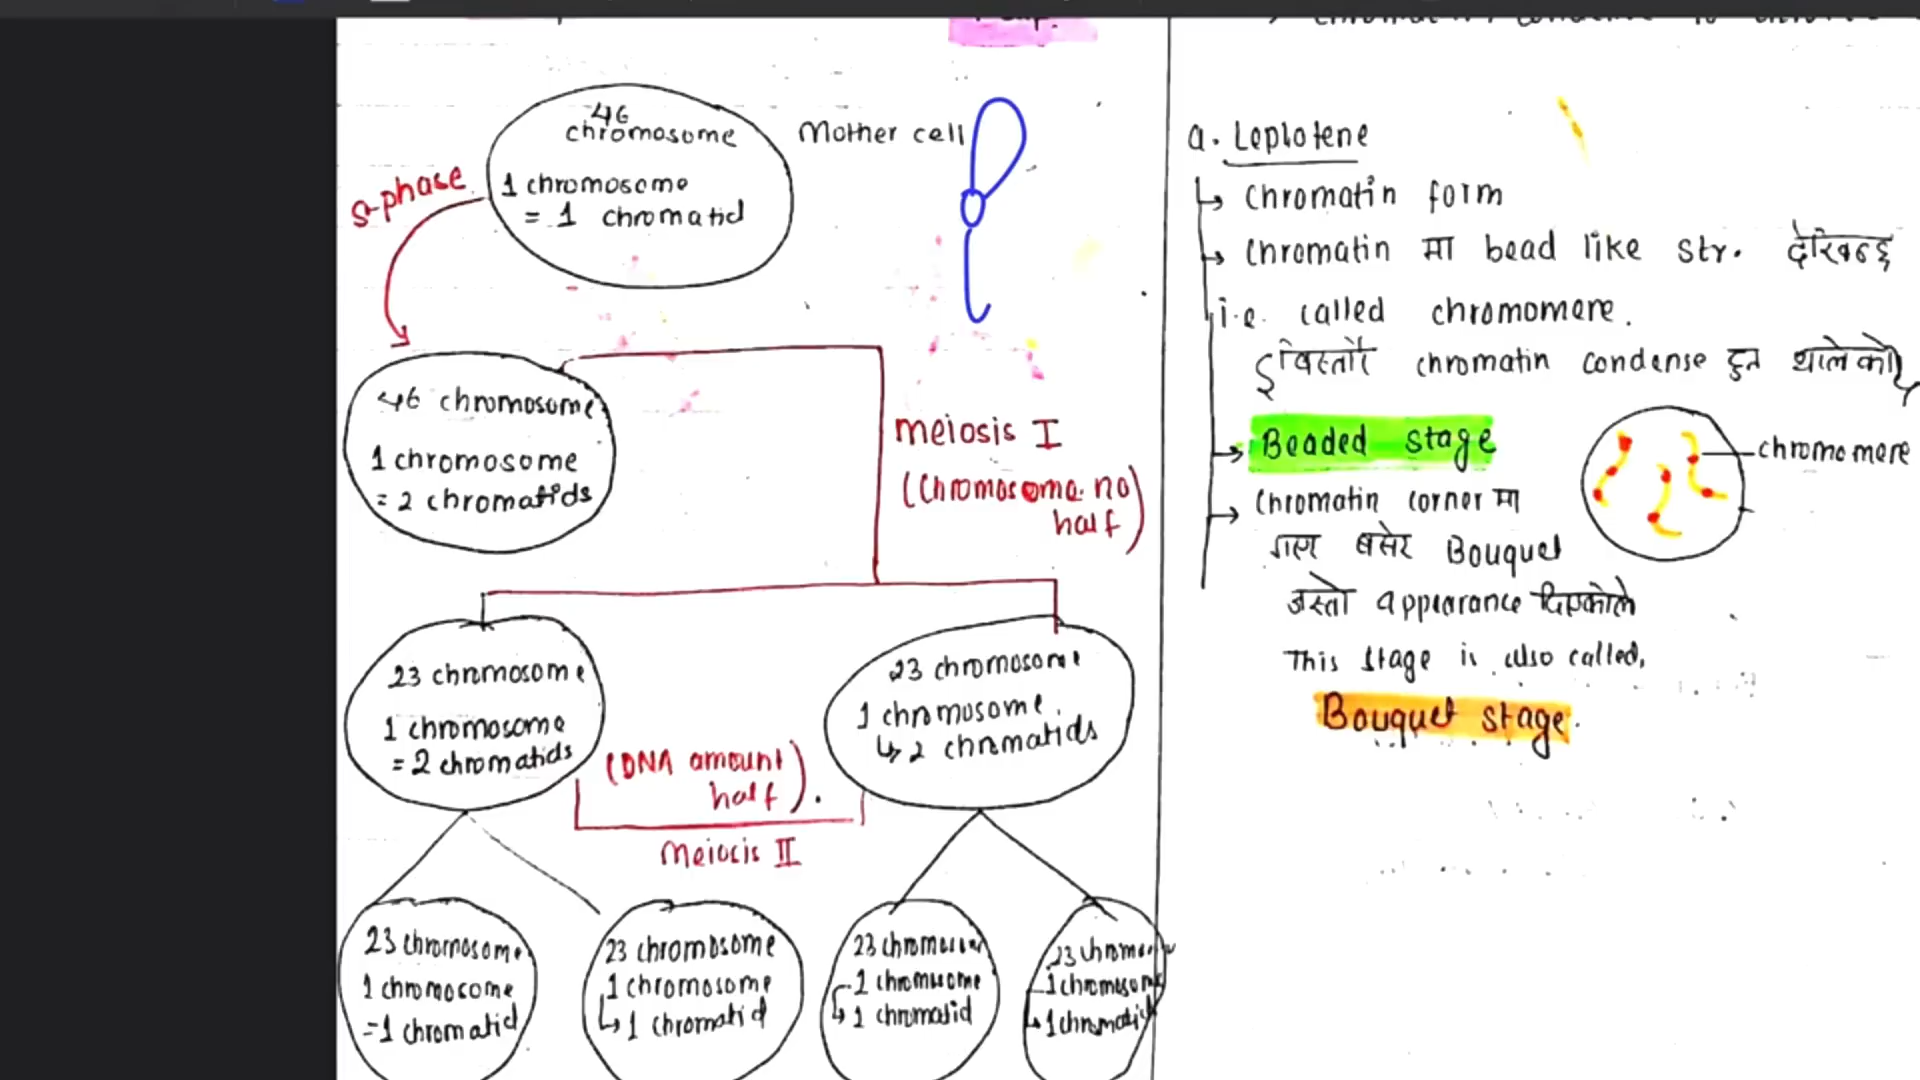 46
chromosome
1 chromosome
= 1 chromatid
Mother cell
S-phase
46 chromosome
1 chromosome
= 2 chromatids
Meiosis I
(Chromosome no
half)
23 chromosome
1 chromosome
= 2 chromatids
23 chromosome
1 chromosome.
↳ 2 chromatids
(DNA amount
half).
Meiosis II
23 chromosome
1 chromosome
=1 chromatid
23 chromosome
1 chromosome
↳ 1 chromatid
23 chromosome
1 chromosome
↳ 1 chromatid
23 chromosome
1 chromosome
↳ 1 chromatid
a. Leptotene
→ Chromatin form
→ Chromatin मा bead like str. देखिन्छ
i.e. called chromomere.
chromatin condense हुन थालेको
→ Beaded stage
chromomere
→ Chromatin corner मा
गएर बसेर Bouquet
जस्तो appearance दिएकोले
This stage is also called,
Bouquet stage.